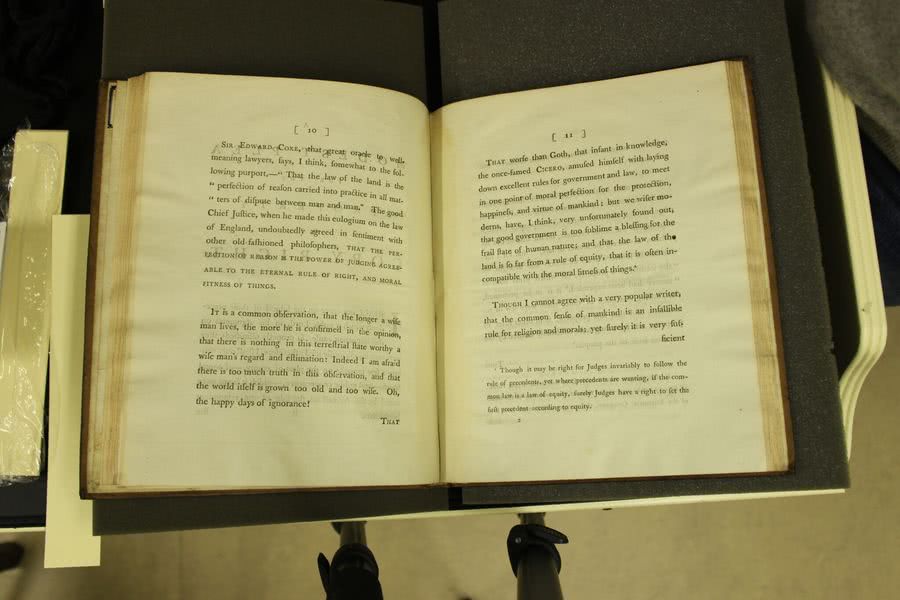 [ 10 ]
Sir Edward Coke, that great oracle to well-
meaning lawyers, ſays, I think, ſomewhat to the fol-
lowing purport,—“ That the law of the land is the
“ perfection of reaſon carried into practice in all mat-
“ ters of diſpute between man and man.” The good
Chief Juſtice, when he made this eulogium on the law
of England, undoubtedly agreed in ſentiment with
other old-faſhioned philoſophers, THAT THE PER-
FECTION OF REASON IS THE POWER OF JUDGING AGREE-
ABLE TO THE ETERNAL RULE OF RIGHT, AND MORAL
FITNESS OF THINGS.
It is a common obſervation, that the longer a wiſe
man lives, the more he is confirmed in the opinion,
that there is nothing in this terreſtrial ſtate worthy a
wiſe man's regard and eſtimation: Indeed I am afraid
there is too much truth in this obſervation, and that
the world itſelf is grown too old and too wiſe. Oh,
the happy days of ignorance!
That
[ 11 ]
That worſe than Goth, that infant in knowledge,
the once-famed Cicero, amuſed himſelf with laying
down excellent rules for government and law, to meet
in one point of moral perfection for the protection,
happineſs, and virtue of mankind: but we wiſer mo-
derns, have, I think, very unfortunately found out,
that good government is too ſublime a bleſſing for the
frail ſtate of human nature; and that the law of the
land is ſo far from a rule of equity, that it is often in-
compatible with the moral fitneſs of things.*
Though I cannot agree with a very popular writer,
that the common ſenſe of mankind is an infallible
rule for religion and morals; yet ſurely it is very ſuf-
ficient
* Though it may be right for Judges invariably to follow the
rule of precedents, yet where precedents are wanting, if the com-
mon law is a law of equity, ſurely Judges have a right to ſet the
firſt precedent according to equity.
2